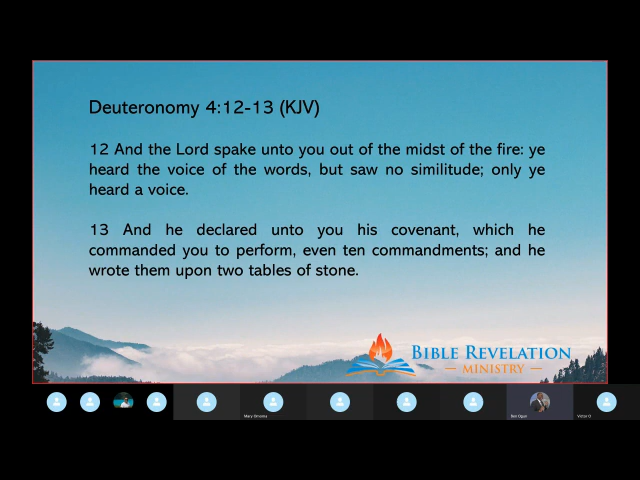 Deuteronomy 4:12-13 (KJV)
12 And the Lord spake unto you out of the midst of the fire: ye
heard the voice of the words, but saw no similitude; only ye
heard a voice.
13 And he declared unto you his covenant, which he
commanded you to perform, even ten commandments; and he
wrote them upon two tables of stone.
BIBLE REVELATION
MINISTRY
Victor O